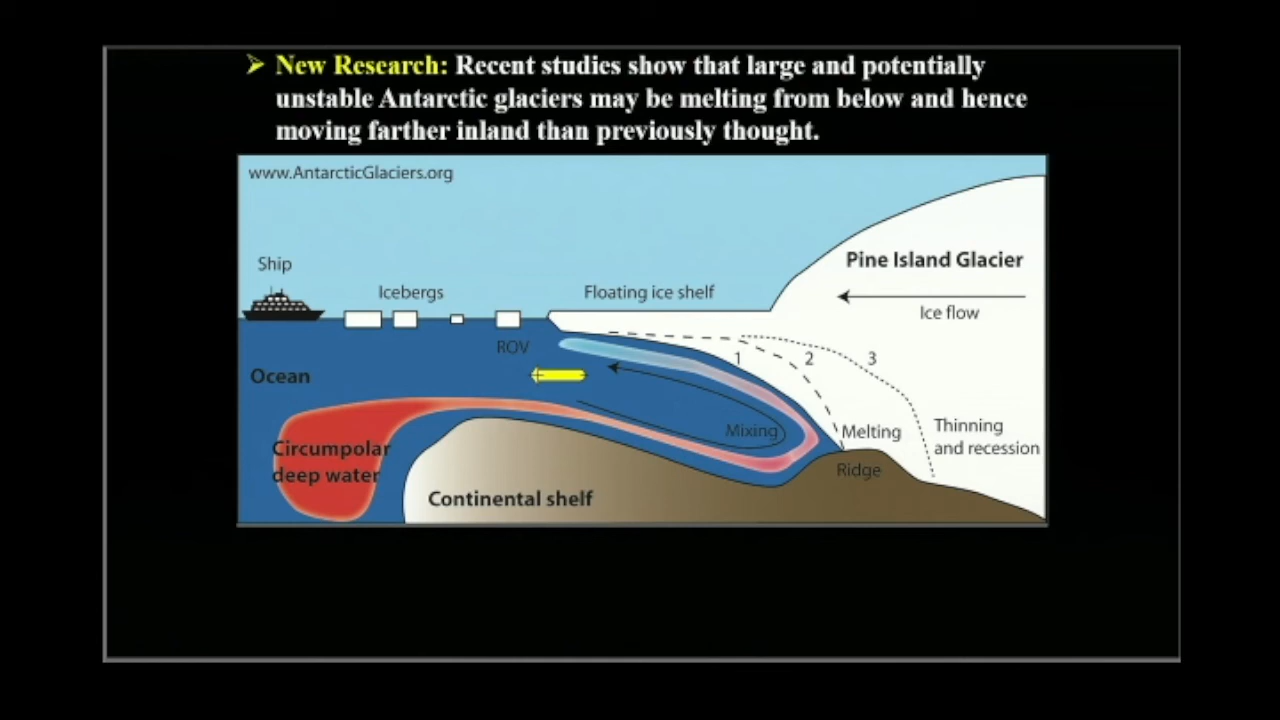 New Research: Recent studies show that large and potentially
unstable Antarctic glaciers may be melting from below and hence
moving farther inland than previously thought.
www.AntarcticGlaciers.org
Pine Island Glacier
Ship
Icebergs
Floating ice shelf
Ice flow
ROV
1
2
3
Ocean
Mixing
Melting
Thinning
and recession
Circumpolar
deep water
Ridge
Continental shelf